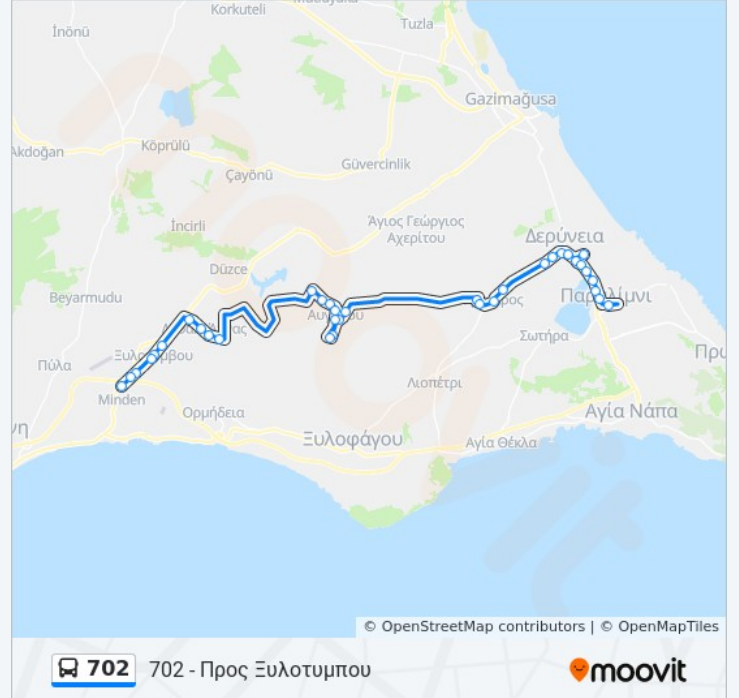 Korkuteli
İnönü
Tuzla
Gazimağusa
Akdoğan
Köprülü
Güvercinlik
Çayönü
İncirli
Άγιος Γεώργιος
Αχερίτου
Δερύνεια
Düzce
Beyarmudu
Παραλίμνι
Σωτήρα
Πύλα
Minden
Λιοπέτρι
Ορμήδεια
Αγία Νάπα
Ξυλοφάγου
Αγία Θέκλα
© OpenStreetMap contributors | © OpenMapTiles
702 702 - Προς Ξυλοτυμπου moovit